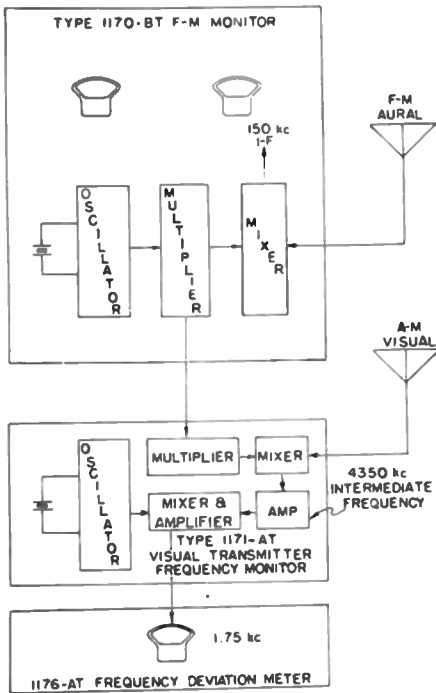 TYPE 1170-BT F-M MONITOR
F-M
AURAL
150 kc
I-F
OSCILLATOR
MULTIPLIER
MIXER
A-M
VISUAL
OSCILLATOR
MULTIPLIER
MIXER
4350 kc
INTERMEDIATE
FREQUENCY
MIXER &
AMPLIFIER
AMP
TYPE 1171-AT
VISUAL TRANSMITTER
FREQUENCY MONITOR
1.75 kc
1176-AT FREQUENCY DEVIATION METER